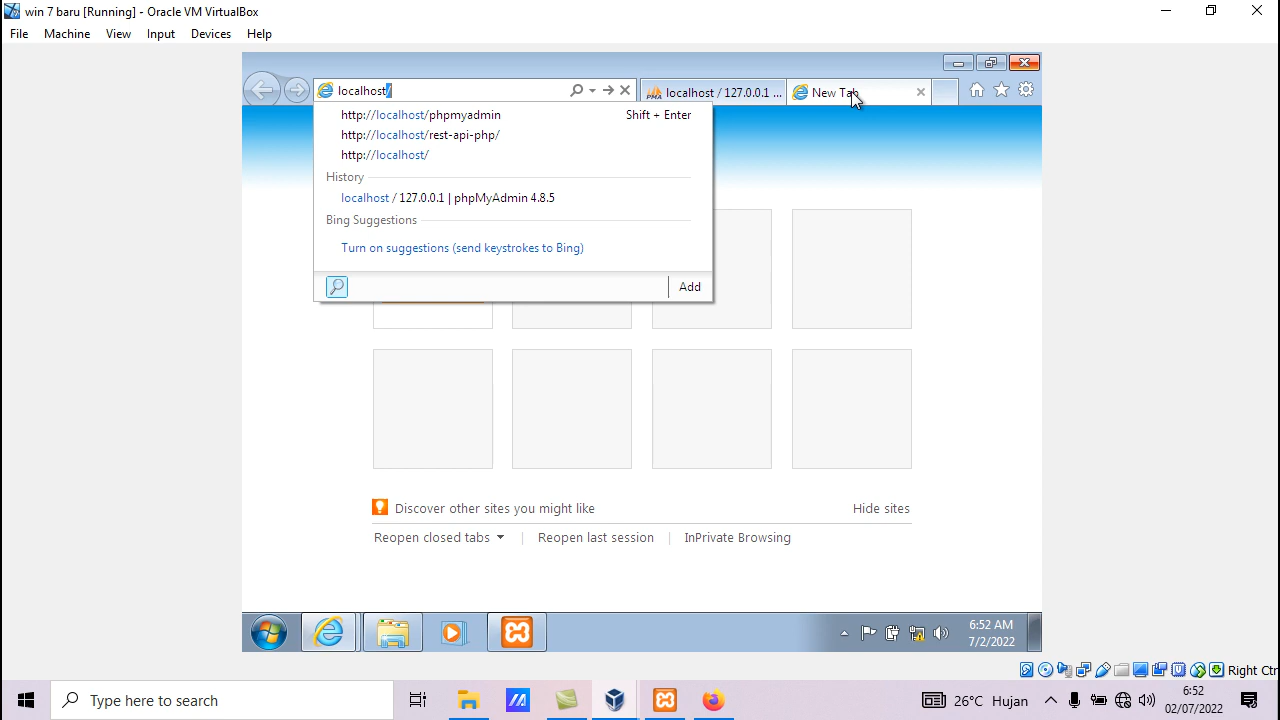 win 7 baru [Running] - Oracle VM VirtualBox
File Machine View Input Devices Help
localhost/
PMA localhost / 127.0.0.1 ...
New Tab
http://localhost/phpmyadmin Shift + Enter
http://localhost/rest-api-php/
http://localhost/
History
localhost / 127.0.0.1 | phpMyAdmin 4.8.5
Bing Suggestions
Turn on suggestions (send keystrokes to Bing)
Add
Discover other sites you might like Hide sites
Reopen closed tabs Reopen last session InPrivate Browsing
6:52 AM
7/2/2022
Right Ctr
Type here to search
26°C Hujan
6:52
02/07/2022